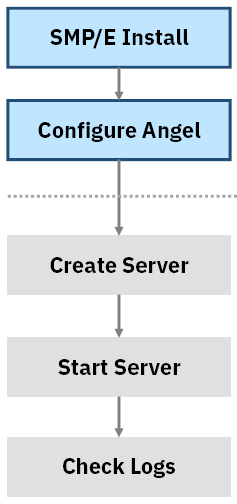 SMP/E Install
Configure Angel
Create Server
Start Server
Check Logs